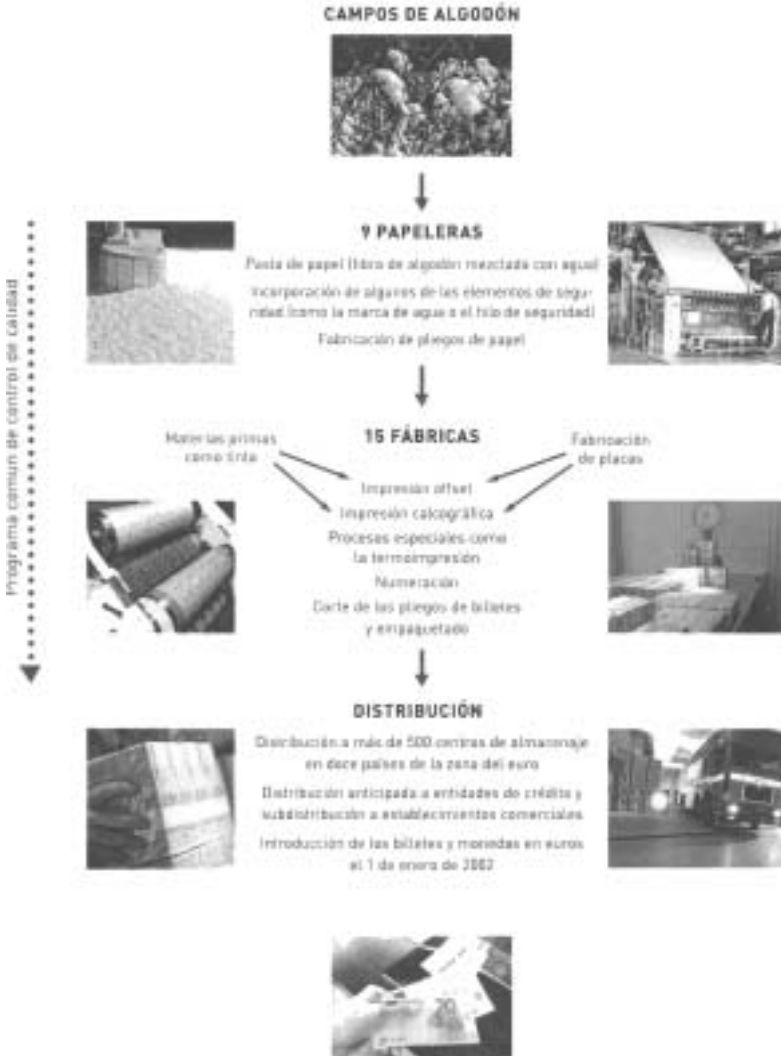 CAMPOS DE ALGODÓN
Programa común de control de calidad
9 PAPELERAS
Pasta de papel (fibra de algodón mezclada con agua)
Incorporación de algunos de los elementos de segu-
ridad (como la marca de agua o el hilo de seguridad)
Fabricación de pliegos de papel
15 FÁBRICAS
Materias primas
como tinta
Fabricación
de placas
Impresión offset
Impresión calcográfica
Procesos especiales como
la termoimpresión
Numeración
Corte de los pliegos de billetes
y empaquetado
DISTRIBUCIÓN
Distribución a más de 500 centros de almacenaje
en doce países de la zona del euro
Distribución anticipada a entidades de crédito y
subdistribución a establecimientos comerciales
Introducción de los billetes y monedas en euros
el 1 de enero de 2002
20